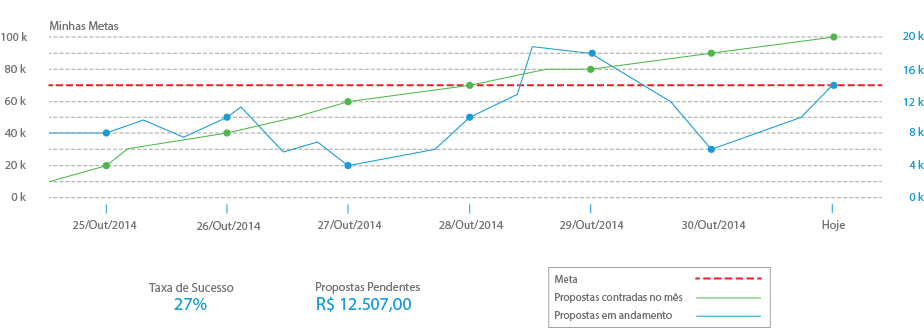 Minhas Metas
100 k 20 k
80 k 16 k
60 k 12 k
40 k 8 k
20 k 4 k
0 k 0 k
25/Out/2014 26/Out/2014 27/Out/2014 28/Out/2014 29/Out/2014 30/Out/2014 Hoje
Taxa de Sucesso Propostas Pendentes
27% R$ 12.507,00
Meta
Propostas contradas no mês
Propostas em andamento